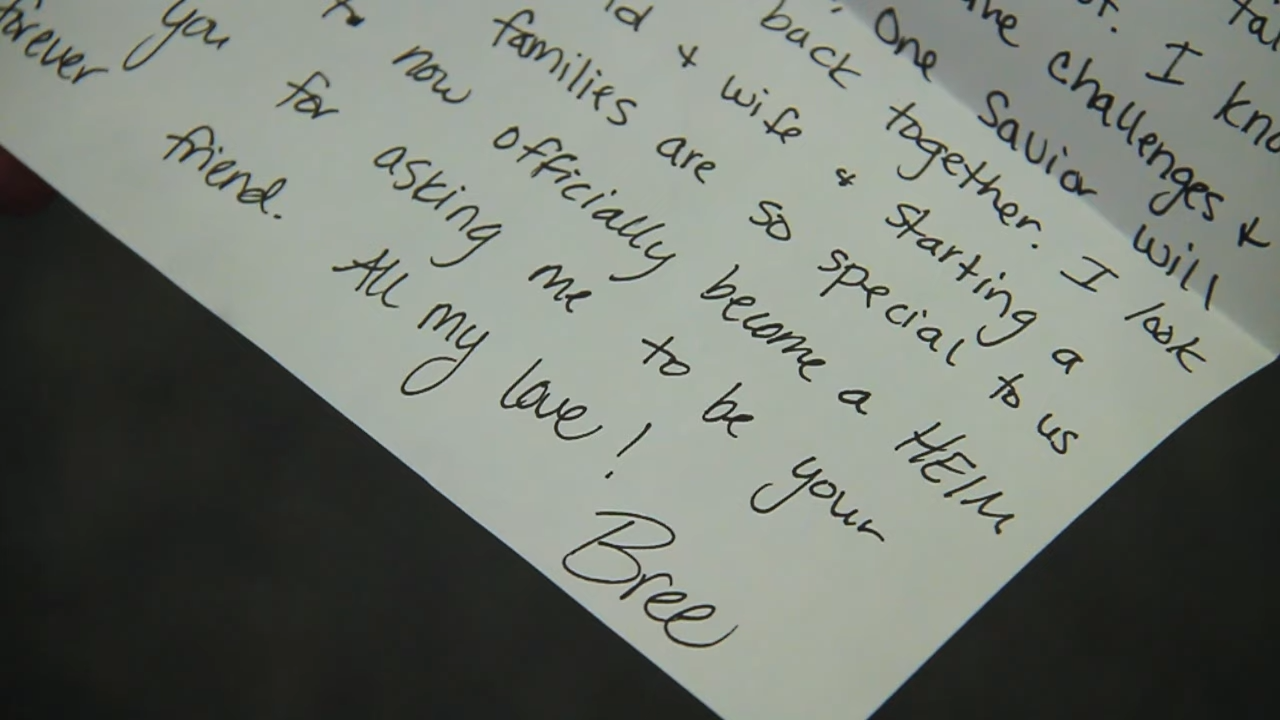 challenges &
One Savior will
back together. I look
& wife & starting a
families are so special to us
to now officially become a HEIM
you for asking me to be your
forever friend. All my love!
Bree